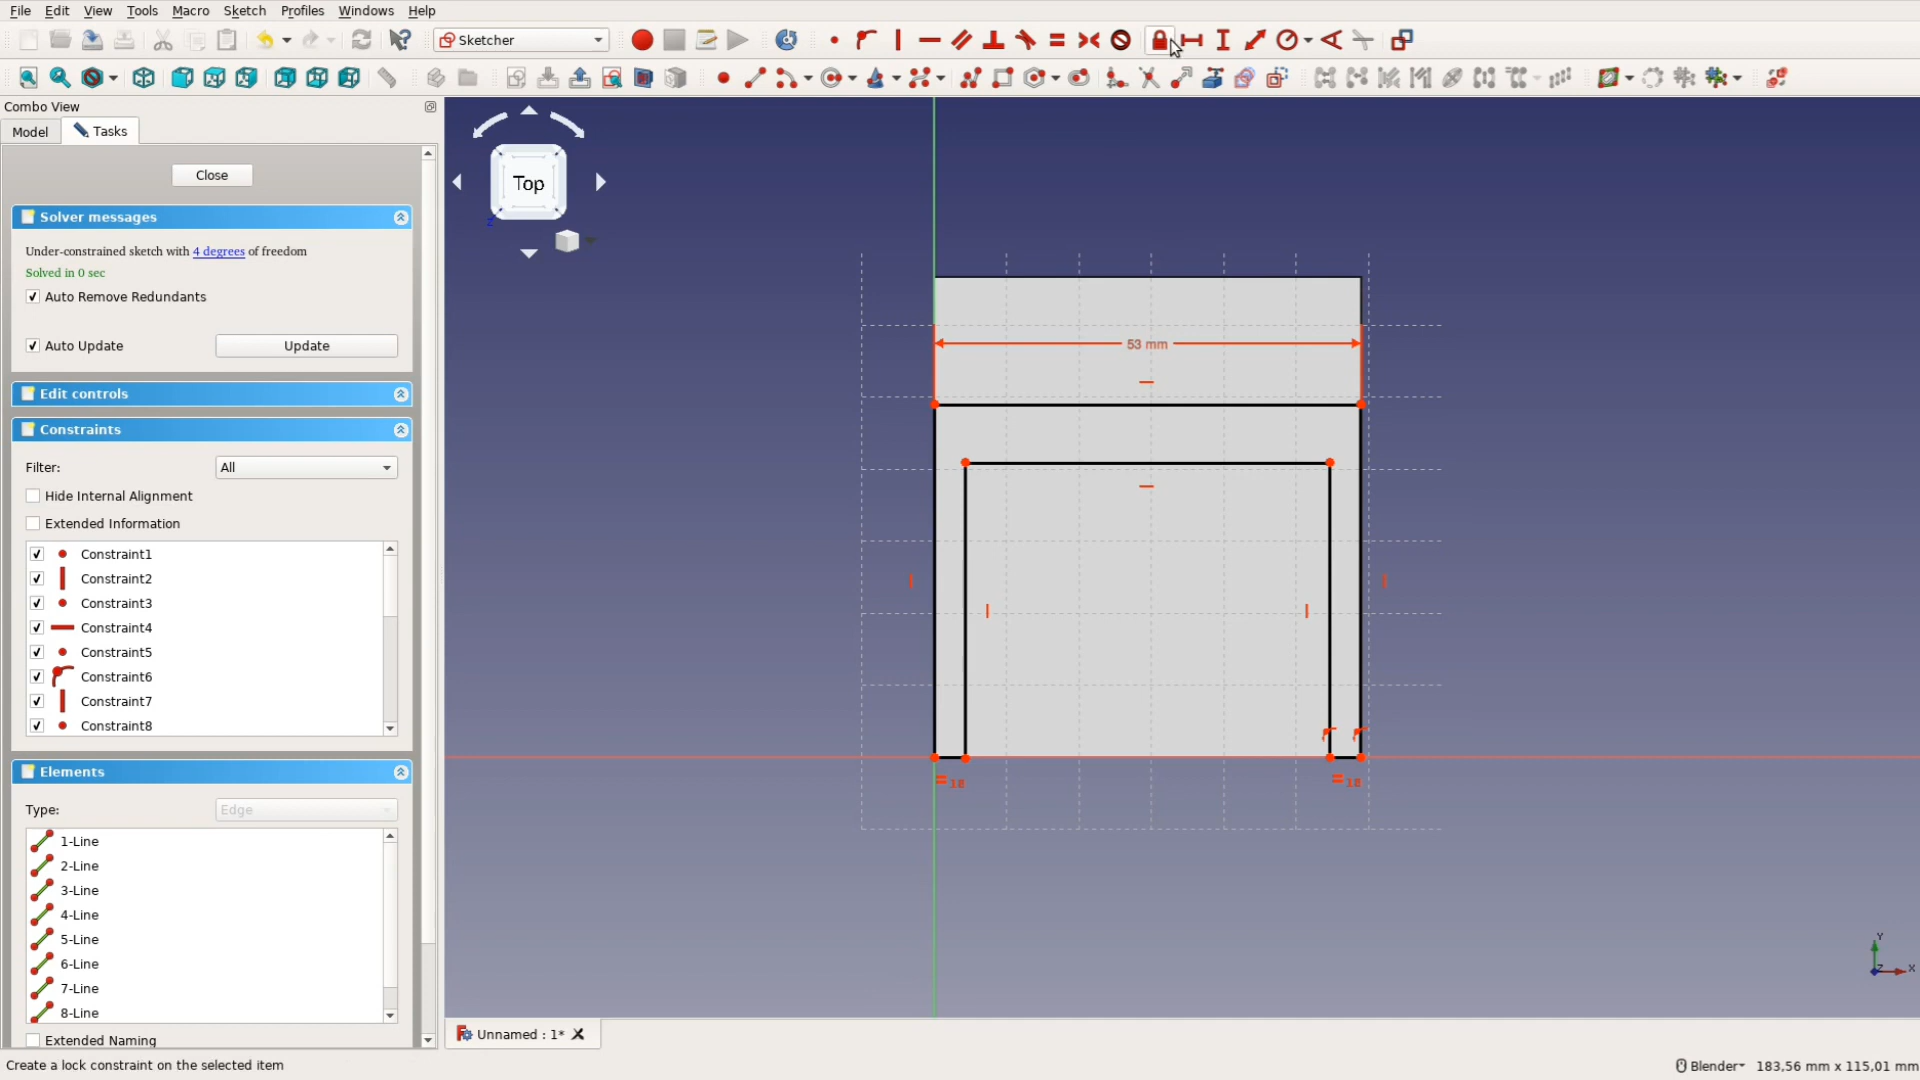 File Edit View Tools Macro Sketch Profiles Windows Help
Sketcher
Combo View
Model Tasks
Close
Solver messages
Under-constrained sketch with 4 degrees of freedom
Solved in 0 sec
Auto Remove Redundants
Auto Update Update
Edit controls
Constraints
Filter: All
Hide Internal Alignment
Extended Information
Constraint1
Constraint2
Constraint3
Constraint4
Constraint5
Constraint6
Constraint7
Constraint8
Elements
Type: Edge
1-Line
2-Line
3-Line
4-Line
5-Line
6-Line
7-Line
8-Line
Extended Naming
Top
Z
53 mm
18
18
Y
Z X
Unnamed : 1*
Create a lock constraint on the selected item
Blender 183,56 mm x 115,01 mm